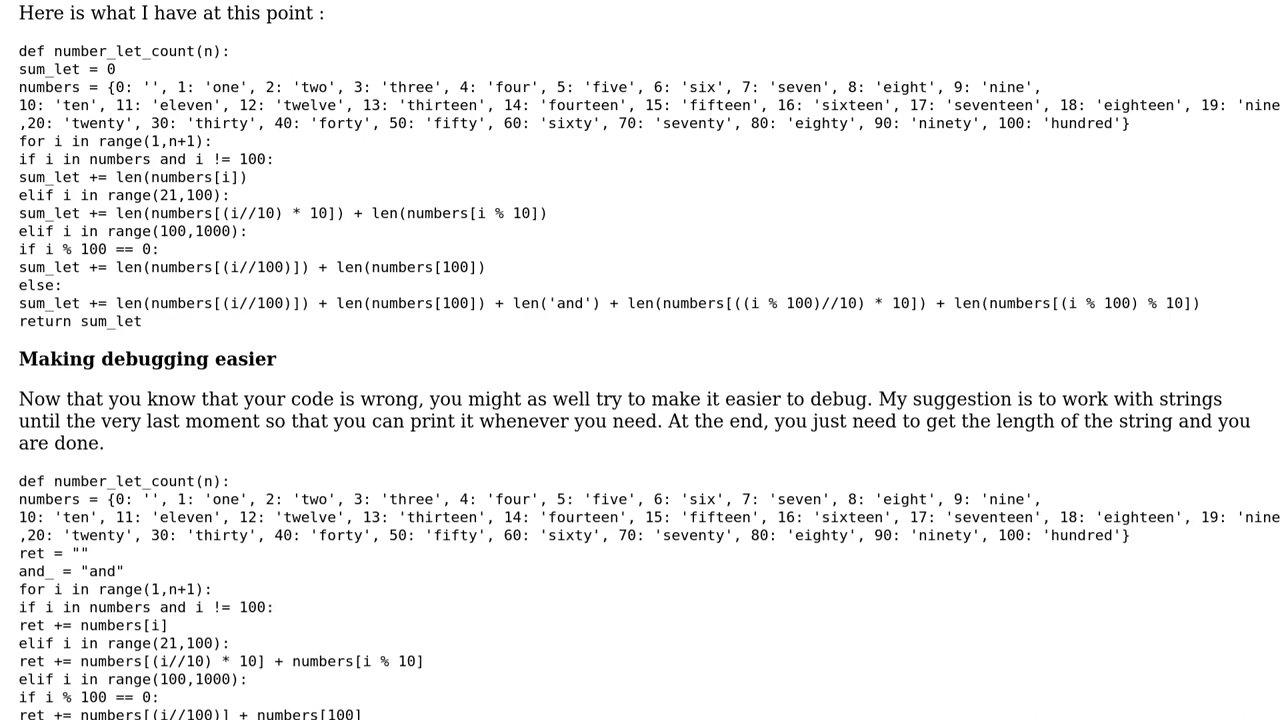 Here is what I have at this point :
def number_let_count(n):
sum_let = 0
numbers = {0: '', 1: 'one', 2: 'two', 3: 'three', 4: 'four', 5: 'five', 6: 'six', 7: 'seven', 8: 'eight', 9: 'nine',
10: 'ten', 11: 'eleven', 12: 'twelve', 13: 'thirteen', 14: 'fourteen', 15: 'fifteen', 16: 'sixteen', 17: 'seventeen', 18: 'eighteen', 19: 'nine
,20: 'twenty', 30: 'thirty', 40: 'forty', 50: 'fifty', 60: 'sixty', 70: 'seventy', 80: 'eighty', 90: 'ninety', 100: 'hundred'}
for i in range(1,n+1):
if i in numbers and i != 100:
sum_let += len(numbers[i])
elif i in range(21,100):
sum_let += len(numbers[(i//10) * 10]) + len(numbers[i % 10])
elif i in range(100,1000):
if i % 100 == 0:
sum_let += len(numbers[(i//100)]) + len(numbers[100])
else:
sum_let += len(numbers[(i//100)]) + len(numbers[100]) + len('and') + len(numbers[((i % 100)//10) * 10]) + len(numbers[(i % 100) % 10])
return sum_let
Making debugging easier
Now that you know that your code is wrong, you might as well try to make it easier to debug. My suggestion is to work with strings
until the very last moment so that you can print it whenever you need. At the end, you just need to get the length of the string and you
are done.
def number_let_count(n):
numbers = {0: '', 1: 'one', 2: 'two', 3: 'three', 4: 'four', 5: 'five', 6: 'six', 7: 'seven', 8: 'eight', 9: 'nine',
10: 'ten', 11: 'eleven', 12: 'twelve', 13: 'thirteen', 14: 'fourteen', 15: 'fifteen', 16: 'sixteen', 17: 'seventeen', 18: 'eighteen', 19: 'nine
,20: 'twenty', 30: 'thirty', 40: 'forty', 50: 'fifty', 60: 'sixty', 70: 'seventy', 80: 'eighty', 90: 'ninety', 100: 'hundred'}
ret = ""
and_ = "and"
for i in range(1,n+1):
if i in numbers and i != 100:
ret += numbers[i]
elif i in range(21,100):
ret += numbers[(i//10) * 10] + numbers[i % 10]
elif i in range(100,1000):
if i % 100 == 0:
ret += numbers[(i//100)] + numbers[100]